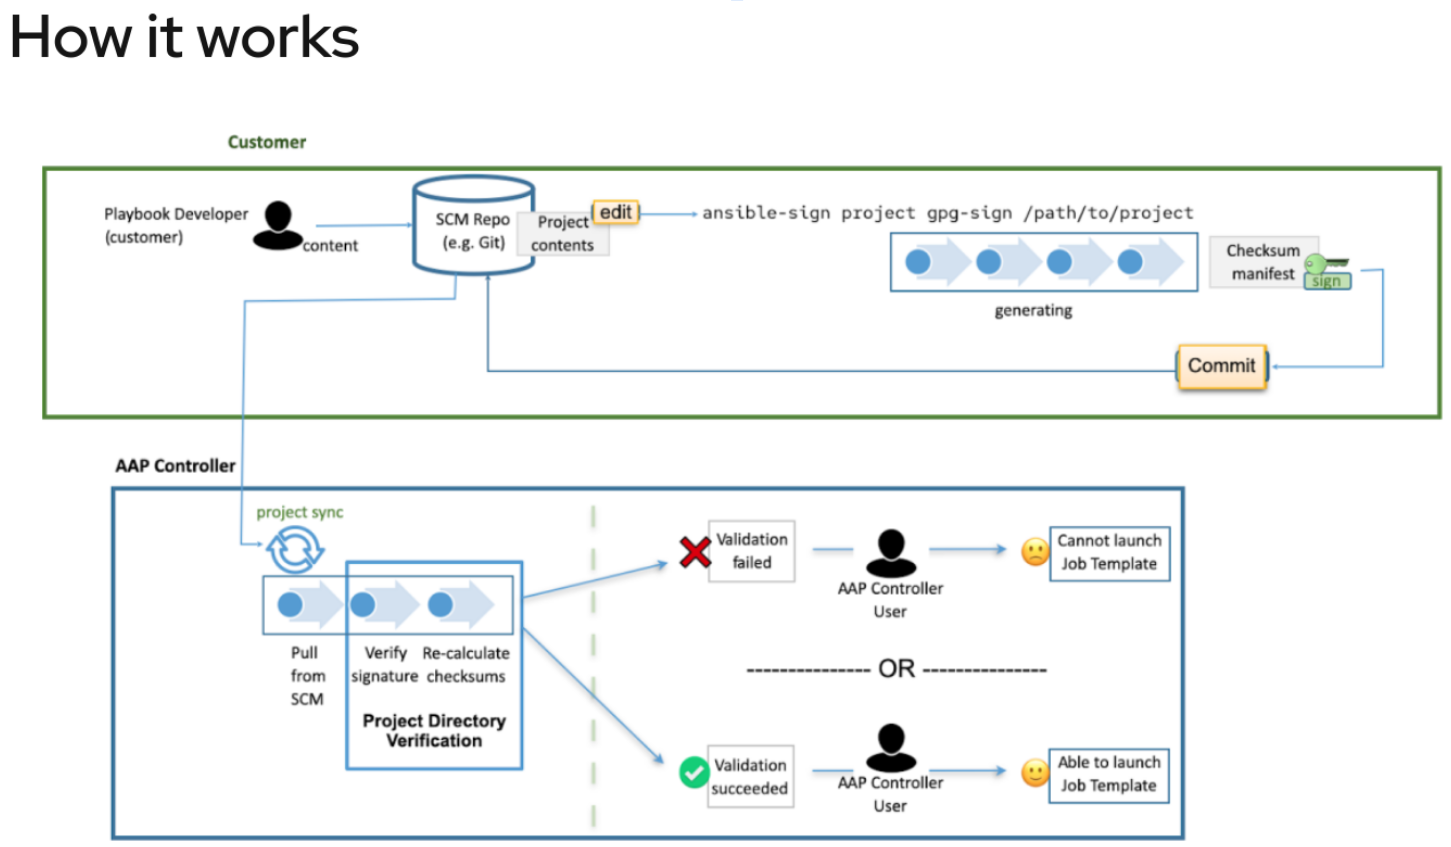 How it works
Customer
Playbook Developer
(customer)
content
SCM Repo
(e.g. Git)
Project
contents
edit
ansible-sign project gpg-sign /path/to/project
generating
Checksum
manifest
sign
Commit
AAP Controller
project sync
Pull
from
SCM
Verify
signature
Re-calculate
checksums
Project Directory
Verification
Validation
failed
AAP Controller
User
Cannot launch
Job Template
--------------- OR ---------------
Validation
succeeded
AAP Controller
User
Able to launch
Job Template